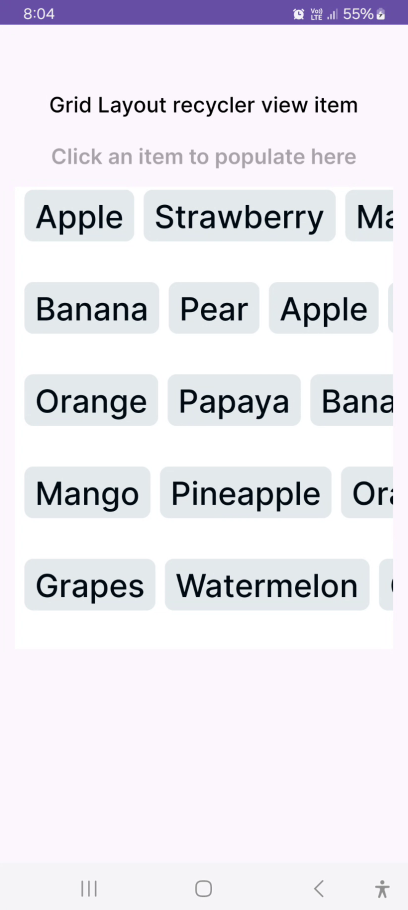 8:04 Vo)) LTE 55%
Grid Layout recycler view item
Click an item to populate here
Apple Strawberry Ma
Banana Pear Apple
Orange Papaya Bana
Mango Pineapple Ora
Grapes Watermelon